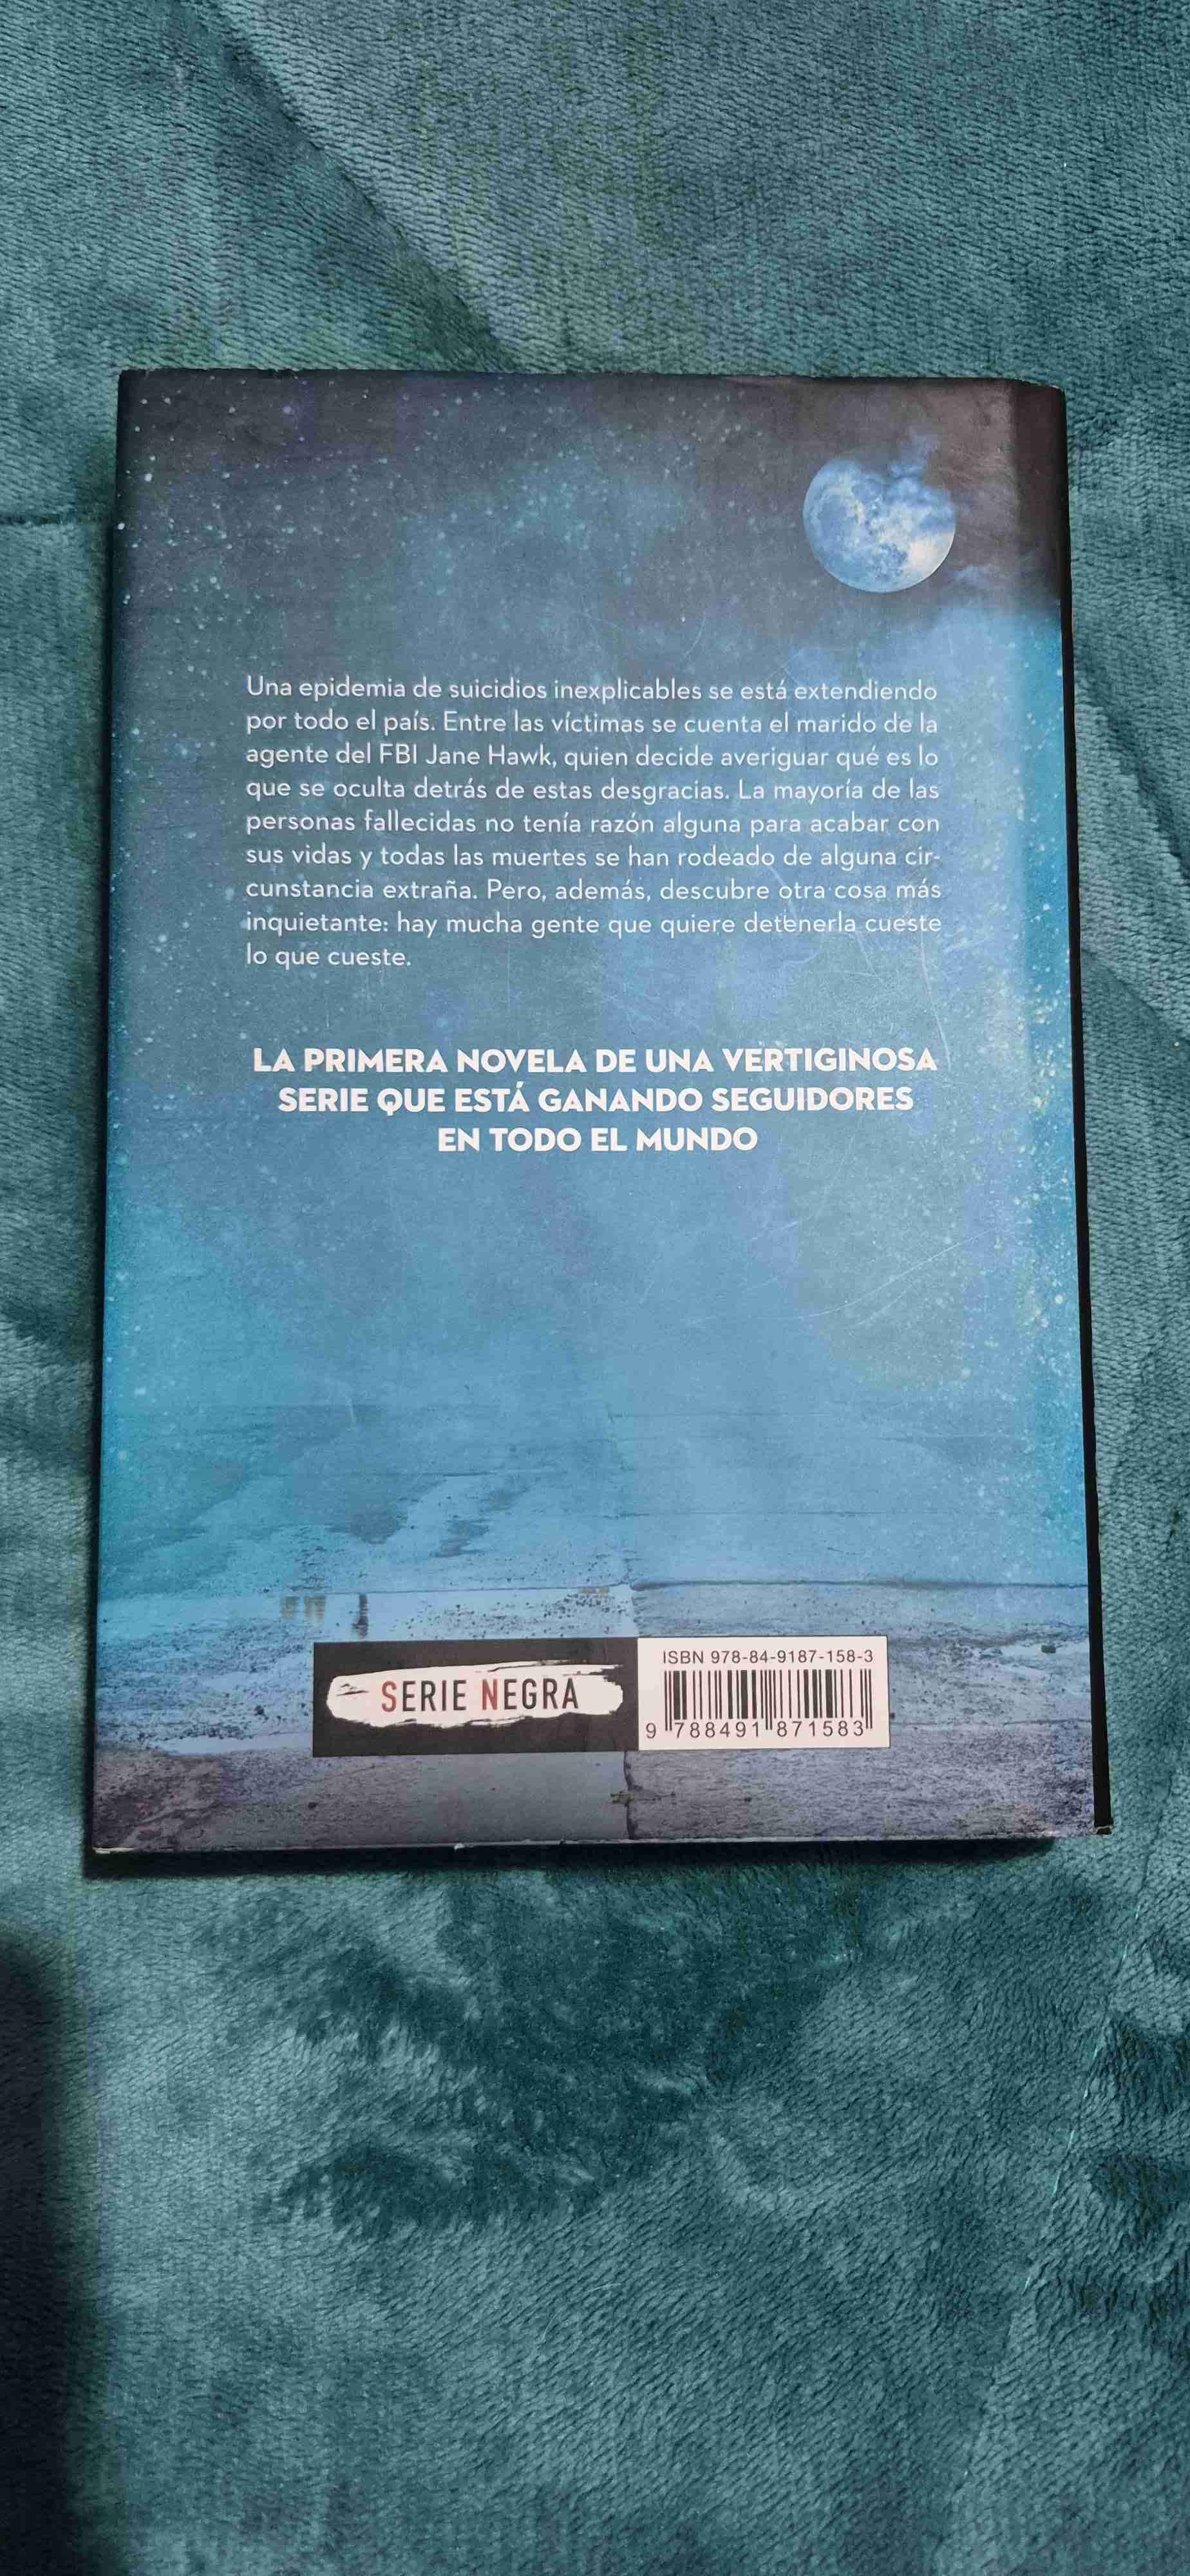 Una epidemia de suicidios inexplicables se está extendiendo
por todo el país. Entre las víctimas se cuenta el marido de la
agente del FBI Jane Hawk, quien decide averiguar qué es lo
que se oculta detrás de estas desgracias. La mayoría de las
personas fallecidas no tenía razón alguna para acabar con
sus vidas y todas las muertes se han rodeado de alguna cir-
cunstancia extraña. Pero, además, descubre otra cosa más
inquietante: hay mucha gente que quiere detenerla cueste
lo que cueste.
LA PRIMERA NOVELA DE UNA VERTIGINOSA
SERIE QUE ESTÁ GANANDO SEGUIDORES
EN TODO EL MUNDO
SERIE NEGRA
ISBN 978-84-9187-158-3
9 788491 871583